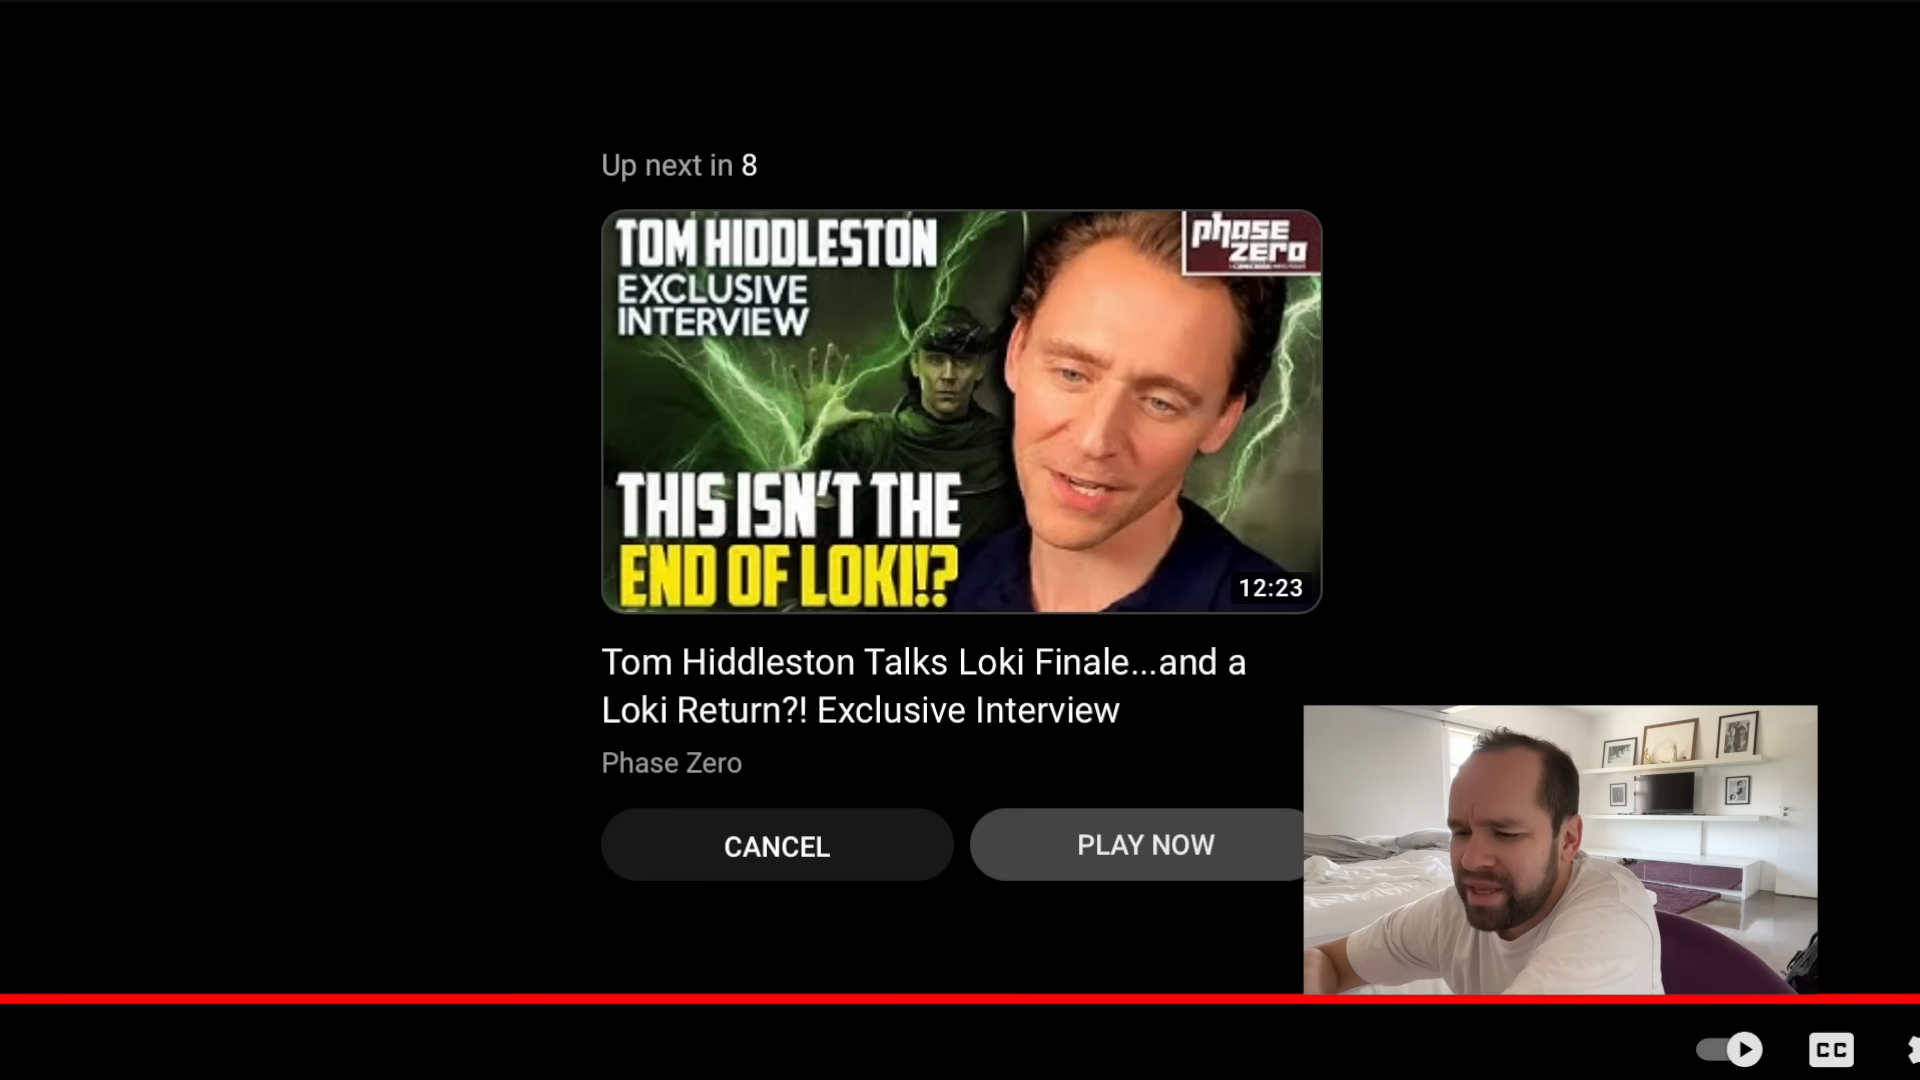 Up next in 8
TOM HIDDLESTON
EXCLUSIVE
INTERVIEW
phase
zero
THIS ISN'T THE
END OF LOKI!?
12:23
Tom Hiddleston Talks Loki Finale...and a
Loki Return?! Exclusive Interview
Phase Zero
CANCEL
PLAY NOW
CC